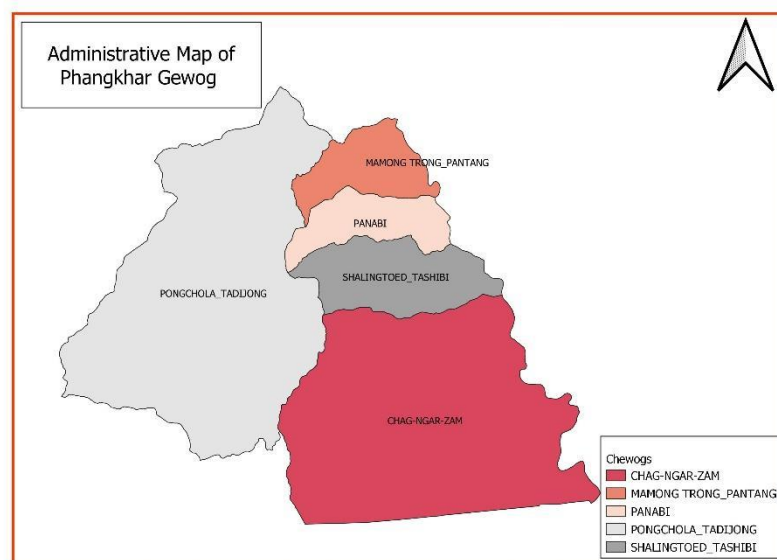 Administrative Map of
Phangkhar Gewog
MAMONG TRONG_PANTANG
PANABI
SHALINGTOED_TASHIBI
PONGCHOLA_TADIJONG
CHAG-NGAR-ZAM
Chewogs
CHAG-NGAR-ZAM
MAMONG TRONG_PANTANG
PANABI
PONGCHOLA_TADIJONG
SHALINGTOED_TASHIBI